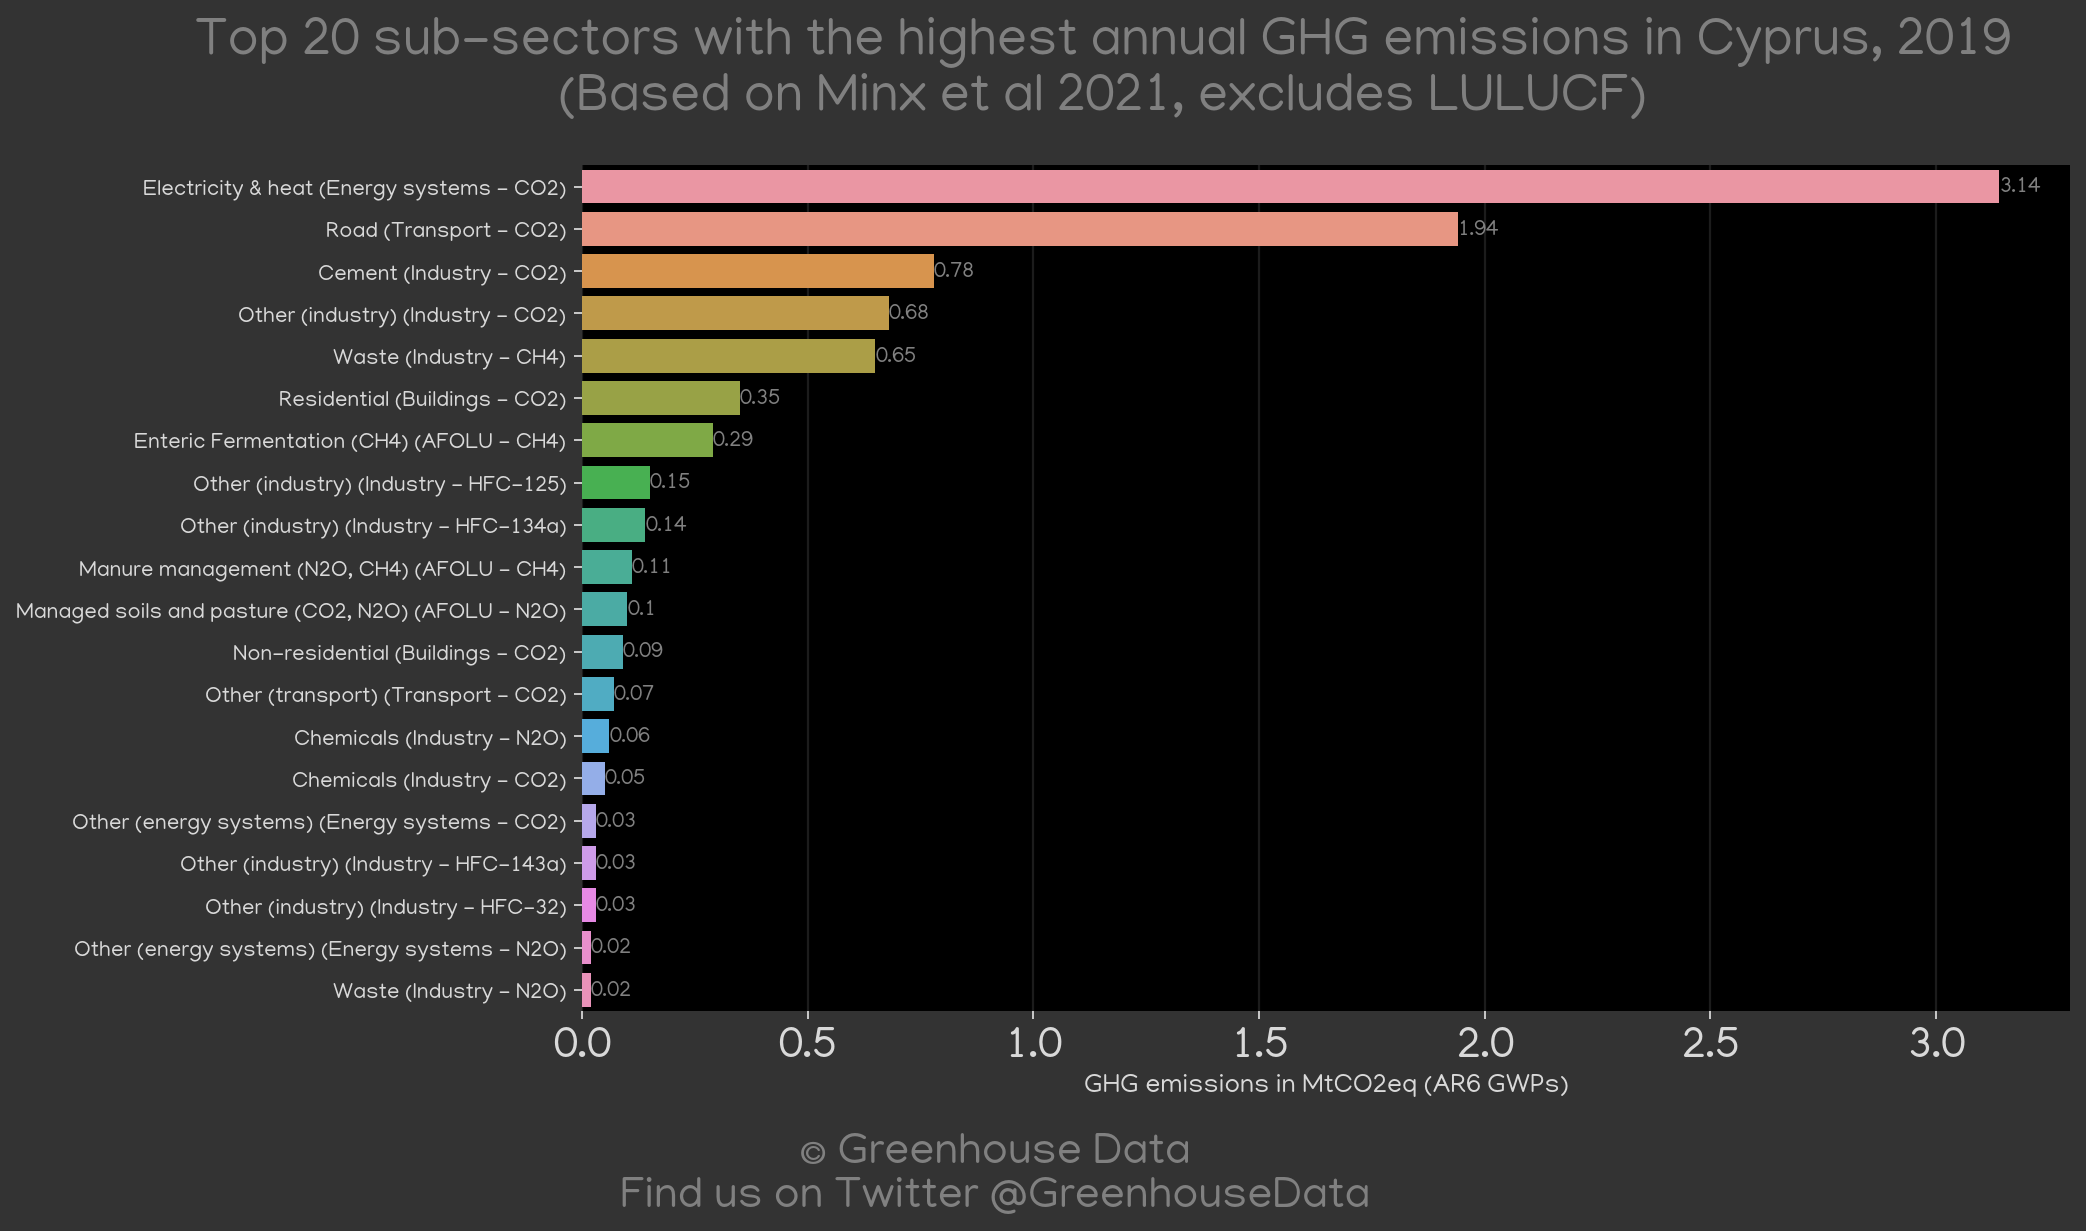 Top 20 sub-sectors with the highest annual GHG emissions in Cyprus, 2019
(Based on Minx et al 2021, excludes LULUCF)
Electricity & heat (Energy systems - CO2) 3.14
Road (Transport - CO2) 1.94
Cement (Industry - CO2) 0.78
Other (industry) (Industry - CO2) 0.68
Waste (Industry - CH4) 0.65
Residential (Buildings - CO2) 0.35
Enteric Fermentation (CH4) (AFOLU - CH4) 0.29
Other (industry) (Industry - HFC-125) 0.15
Other (industry) (Industry - HFC-134a) 0.14
Manure management (N2O, CH4) (AFOLU - CH4) 0.11
Managed soils and pasture (CO2, N2O) (AFOLU - N2O) 0.1
Non-residential (Buildings - CO2) 0.09
Other (transport) (Transport - CO2) 0.07
Chemicals (Industry - N2O) 0.06
Chemicals (Industry - CO2) 0.05
Other (energy systems) (Energy systems - CO2) 0.03
Other (industry) (Industry - HFC-143a) 0.03
Other (industry) (Industry - HFC-32) 0.03
Other (energy systems) (Energy systems - N2O) 0.02
Waste (Industry - N2O) 0.02
0.0 0.5 1.0 1.5 2.0 2.5 3.0
GHG emissions in MtCO2eq (AR6 GWPs)
© Greenhouse Data
Find us on Twitter @GreenhouseData